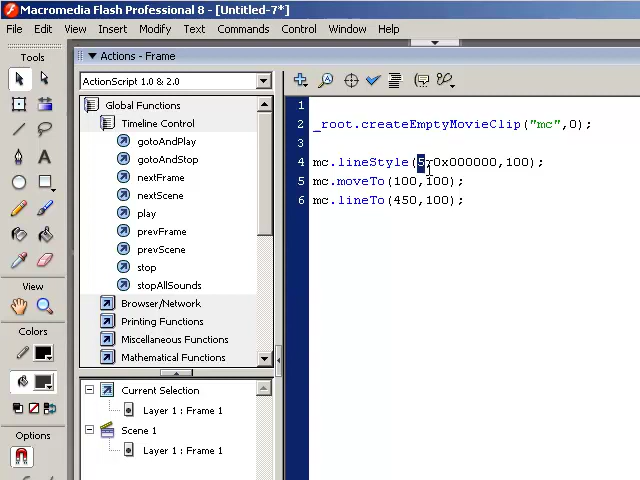 Macromedia Flash Professional 8 - [Untitled-7*]
File Edit View Insert Modify Text Commands Control Window Help
Tools
Actions - Frame
ActionScript 1.0 & 2.0
Global Functions
Timeline Control
gotoAndPlay
gotoAndStop
nextFrame
nextScene
play
prevFrame
prevScene
stop
stopAllSounds
Browser/Network
Printing Functions
Miscellaneous Functions
Mathematical Functions
Current Selection
Layer 1 : Frame 1
Scene 1
Layer 1 : Frame 1
1
2 _root.createEmptyMovieClip("mc",0);
3
4 mc.lineStyle(5,0x000000,100);
5 mc.moveTo(100,100);
6 mc.lineTo(450,100);
View
Colors
Options